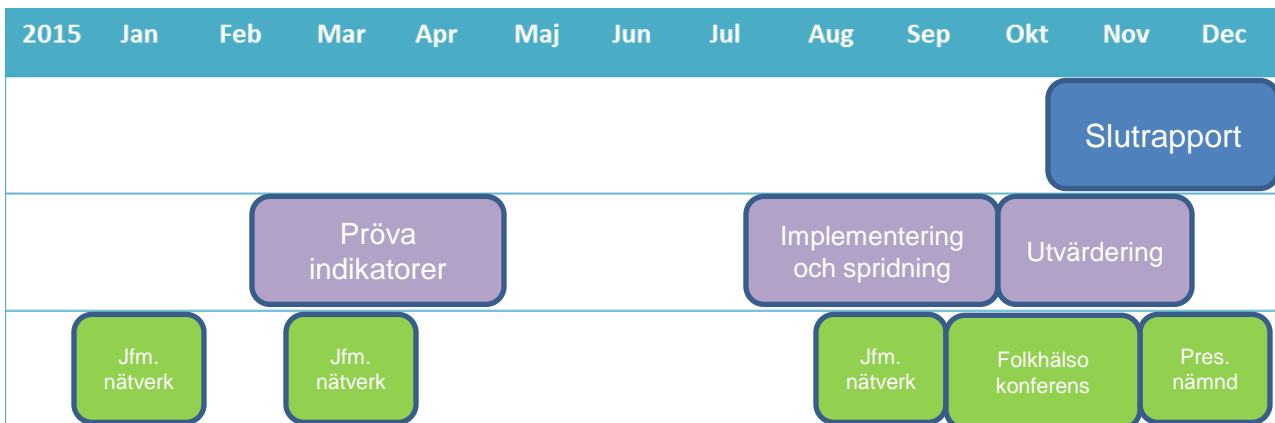 2015 Jan Feb Mar Apr Maj Jun Jul Aug Sep Okt Nov Dec
Slutrapport
Pröva
indikatorer
Implementering
och spridning
Utvärdering
Jfm.
nätverk
Jfm.
nätverk
Jfm.
nätverk
Folkhälso
konferens
Pres.
nämnd